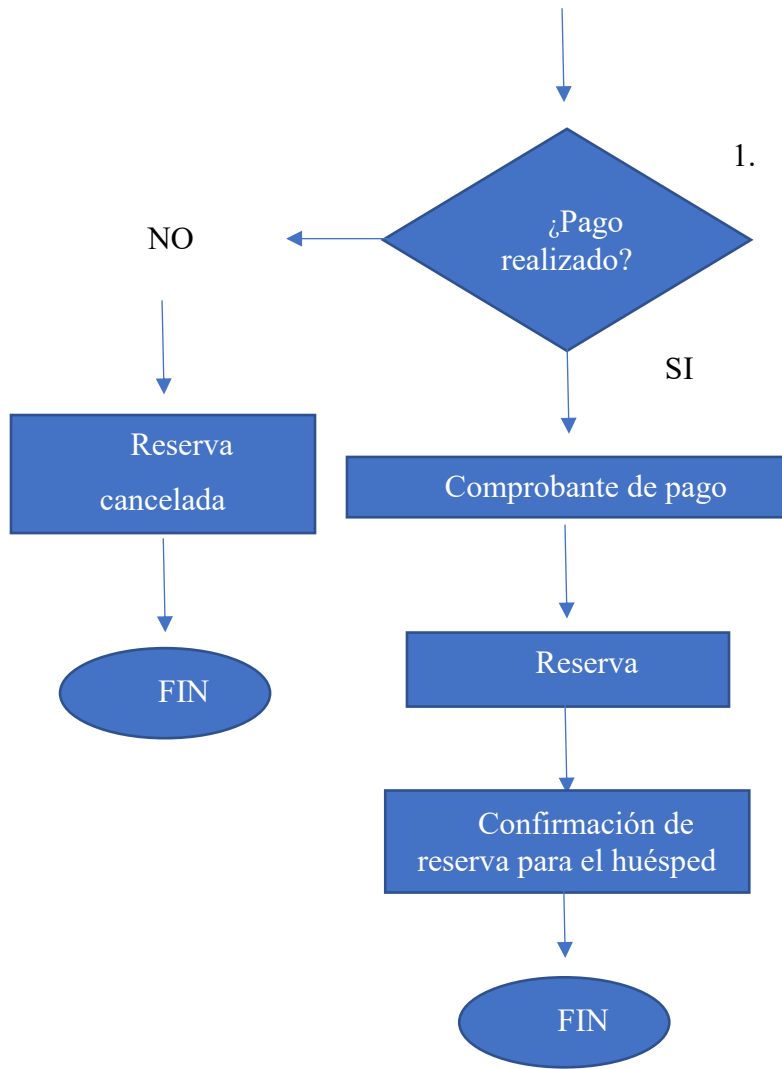 1.
¿Pago
realizado?
NO
SI
Reserva
cancelada
Comprobante de pago
Reserva
FIN
Confirmación de
reserva para el huésped
FIN